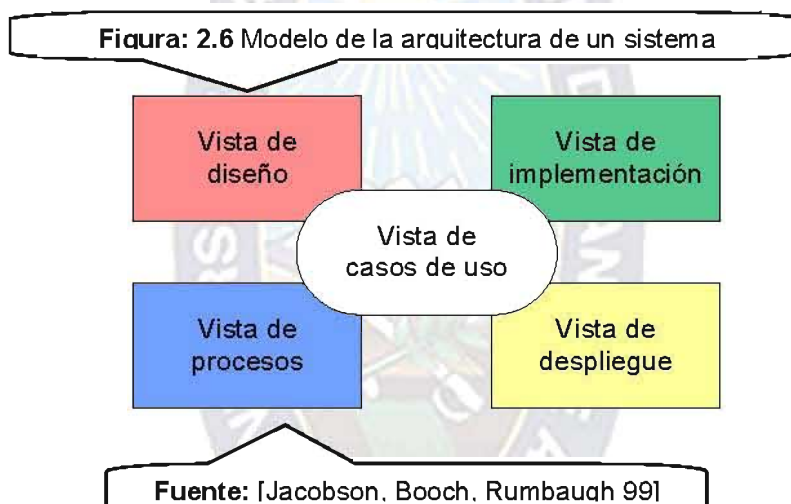 Figura: 2.6 Modelo de la arquitectura de un sistema
Vista de
diseño
Vista de
implementación
Vista de
casos de uso
Vista de
procesos
Vista de
despliegue
Fuente: [Jacobson, Booch, Rumbaugh 99]